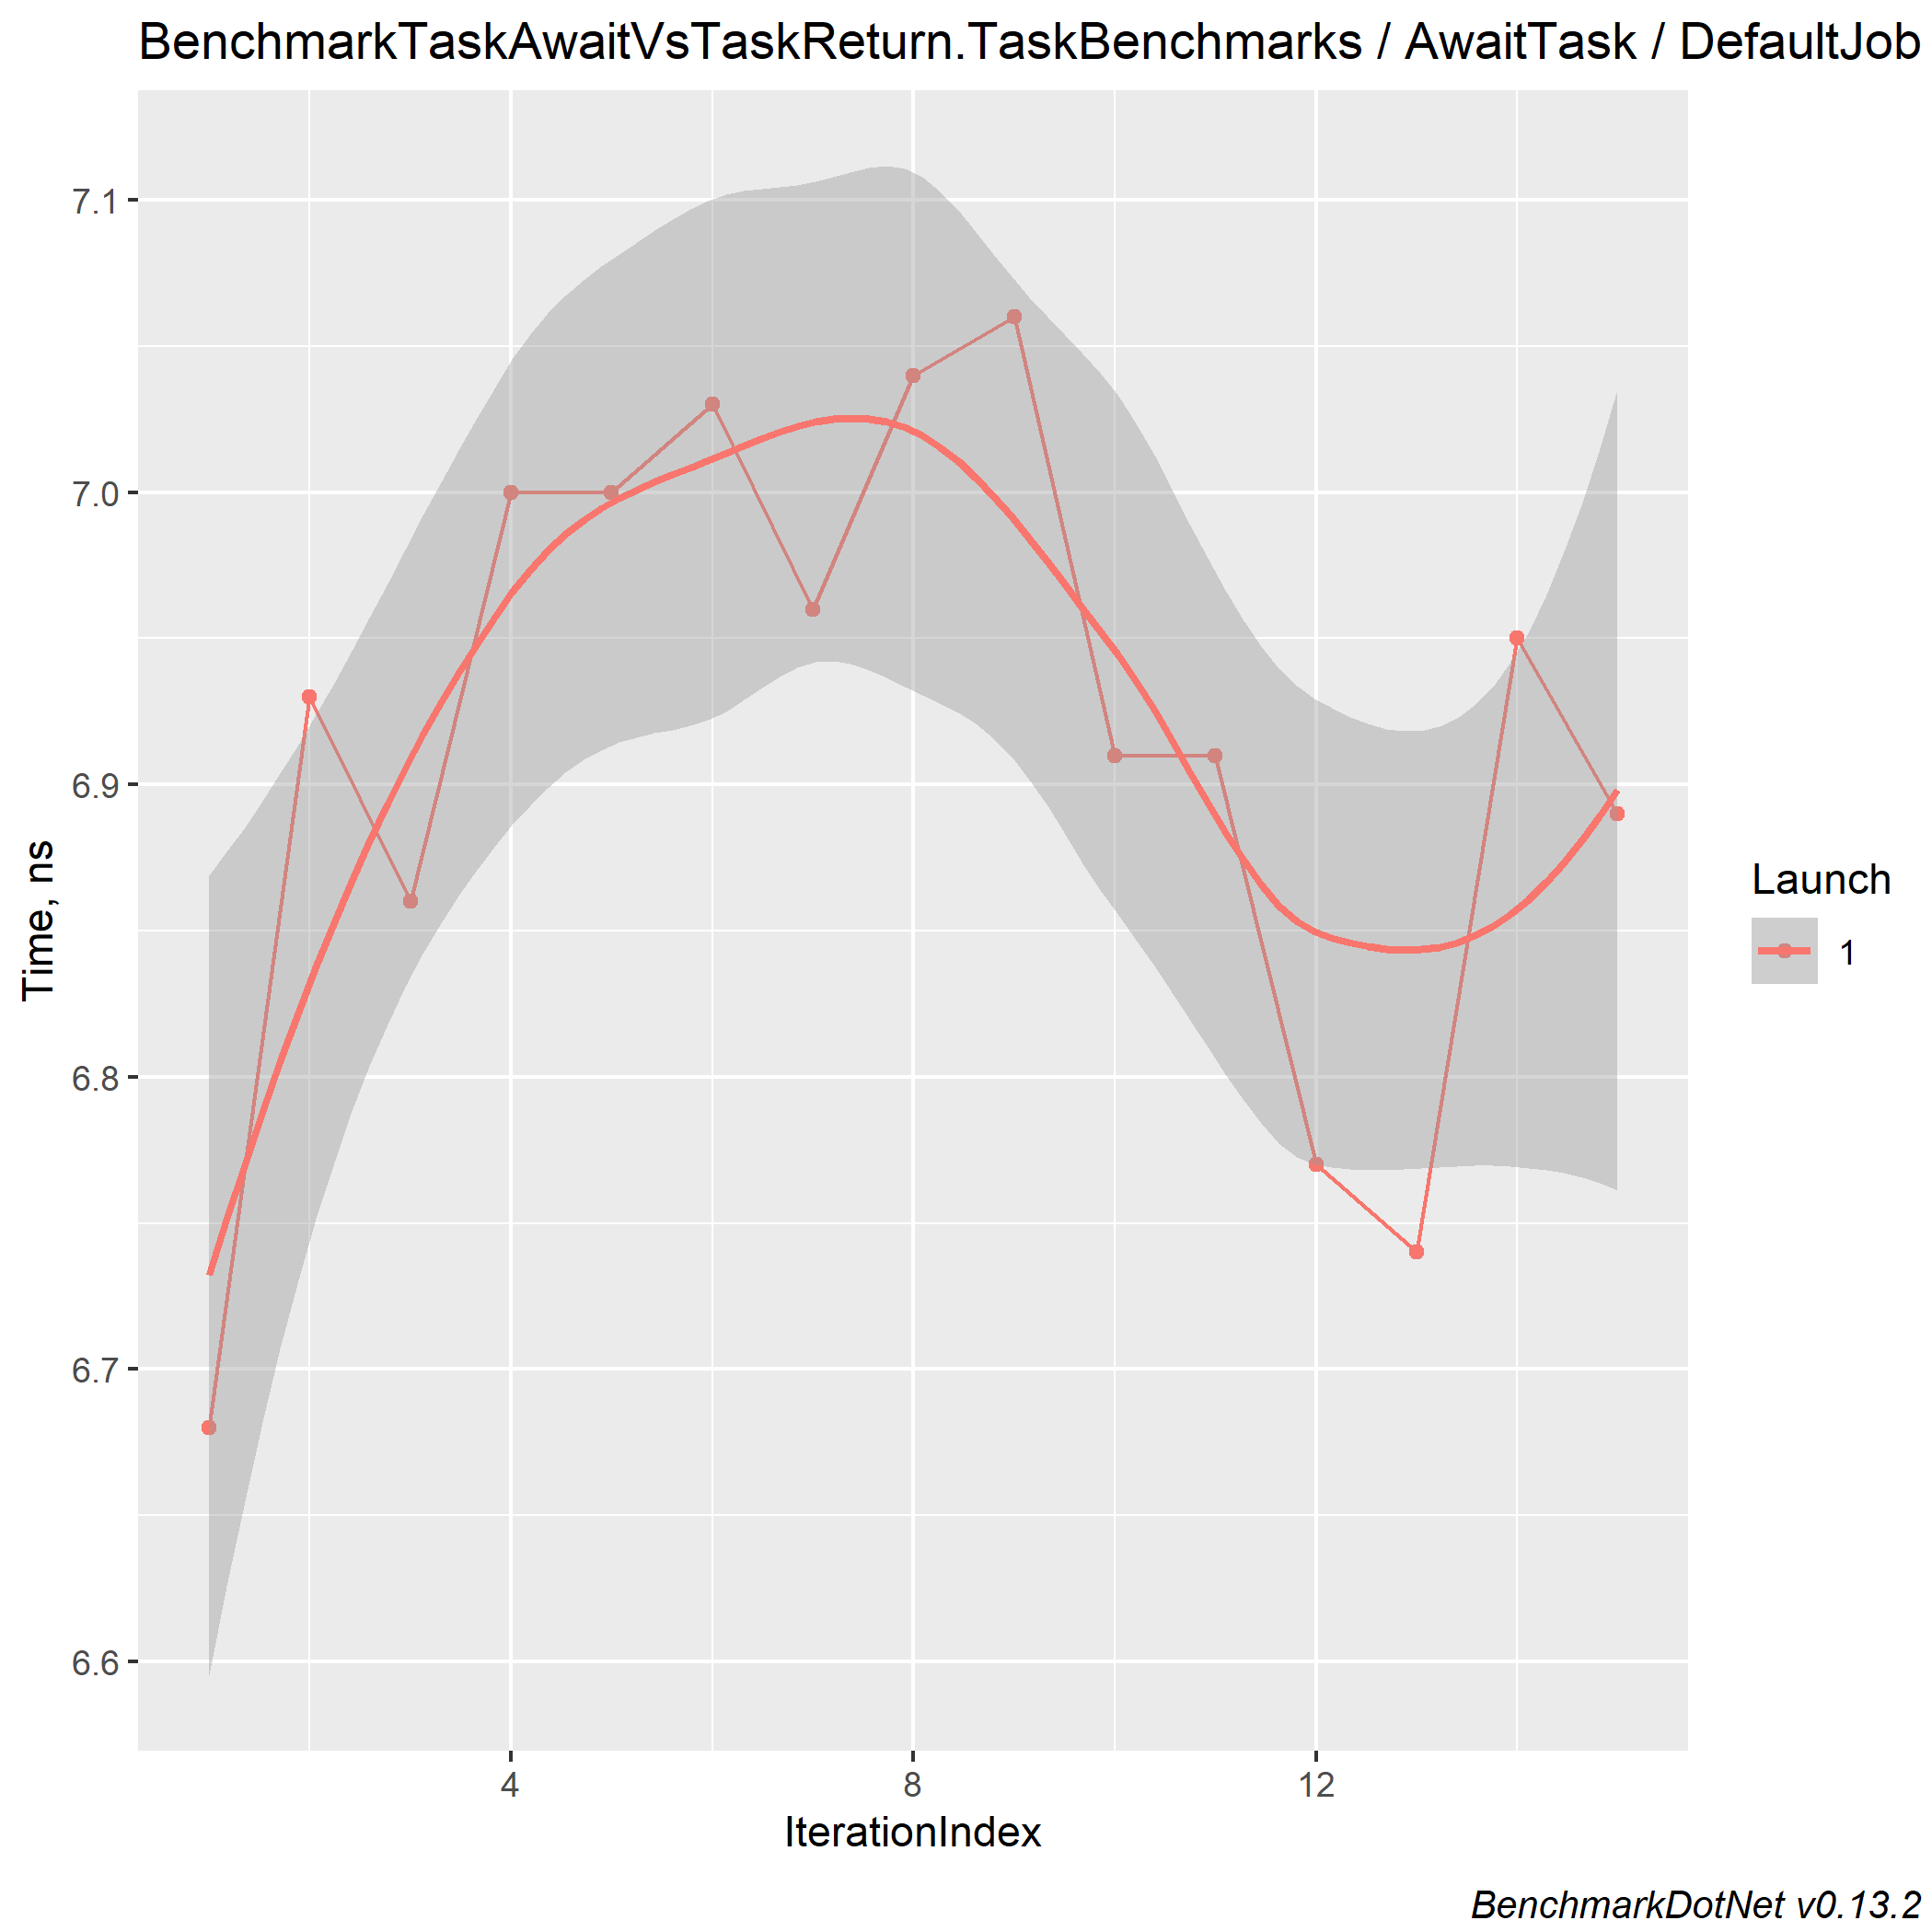 BenchmarkTaskAwaitVsTaskReturn.TaskBenchmarks / AwaitTask / DefaultJob
7.1
7.0
6.9
6.8
6.7
6.6
Time, ns
4 8 12
IterationIndex
Launch
1
BenchmarkDotNet v0.13.2